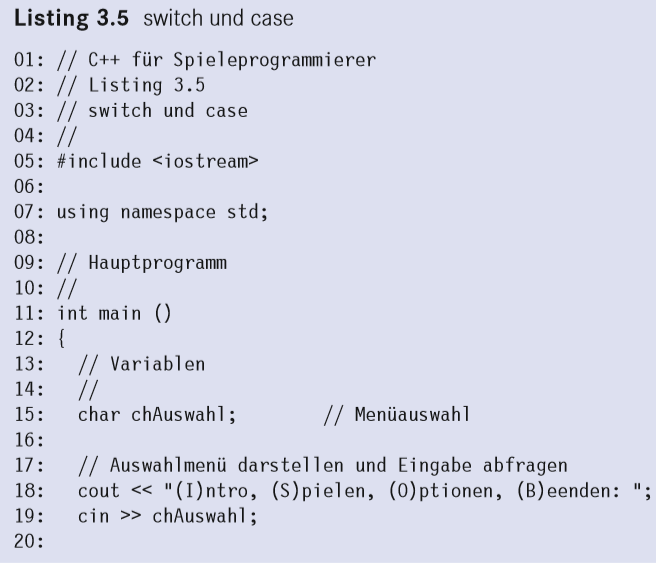 Listing 3.5 switch und case
01: // C++ für Spieleprogrammierer
02: // Listing 3.5
03: // switch und case
04: //
05: #include <iostream>
06:
07: using namespace std;
08:
09: // Hauptprogramm
10: //
11: int main ()
12: {
13:   // Variablen
14:   //
15:   char chAuswahl;        // Menüauswahl
16:
17:   // Auswahlmenü darstellen und Eingabe abfragen
18:   cout << "(I)ntro, (S)pielen, (O)ptionen, (B)eenden: ";
19:   cin >> chAuswahl;
20: